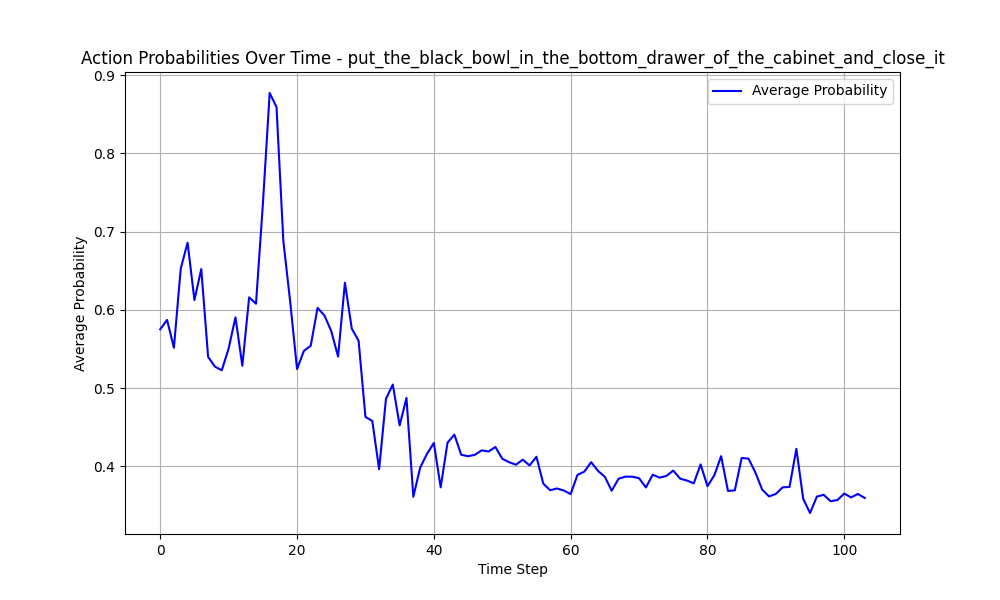 Action Probabilities Over Time - put_the_black_bowl_in_the_bottom_drawer_of_the_cabinet_and_close_it
Average Probability
0.9
0.8
0.7
0.6
0.5
0.4
Average Probability
0 20 40 60 80 100
Time Step